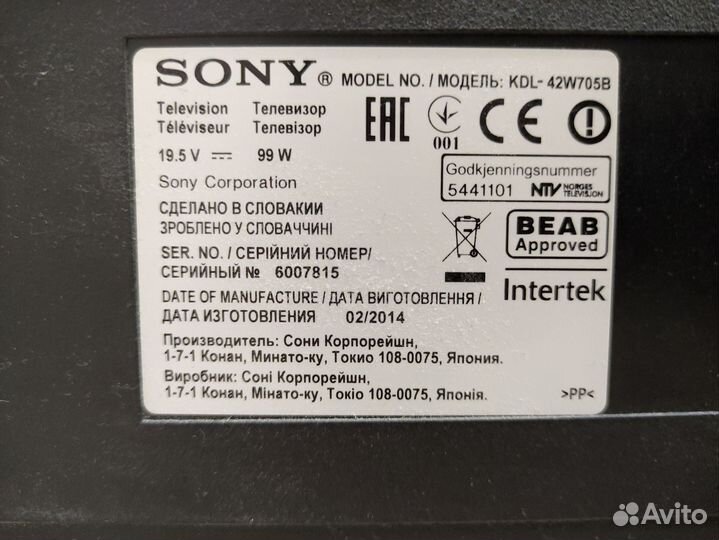 SONY® MODEL NO. / МОДЕЛЬ: KDL- 42W705B
Television Телевизор
Téléviseur Телевізор
19.5 V ⎓ 99 W
Sony Corporation
СДЕЛАНО В СЛОВАКИИ
ЗРОБЛЕНО У СЛОВАЧЧИНІ
SER. NO. / СЕРІЙНИЙ НОМЕР/
СЕРИЙНЫЙ № 6007815
DATE OF MANUFACTURE / ДАТА ВИГОТОВЛЕННЯ /
ДАТА ИЗГОТОВЛЕНИЯ 02/2014
Производитель: Сони Корпорейшн,
1-7-1 Конан, Минато-ку, Токио 108-0075, Япония.
Виробник: Соні Корпорейшн,
1-7-1 Конан, Мінато-ку, Токіо 108-0075, Японія.
EAC
001
CE
Godkjenningsnummer
5441101 NTV NORGES
TELEVISION
BEAB
Approved
Intertek
>PP<
Avito